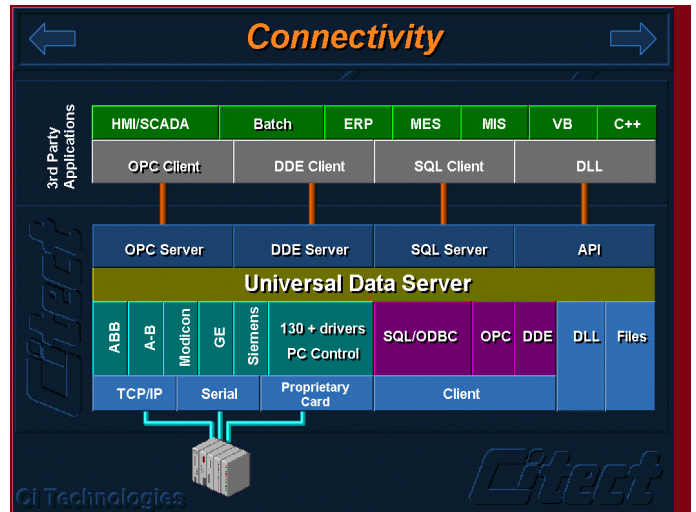 Connectivity
3rd Party
Applications
HMI/SCADA Batch ERP MES MIS VB C++
OPC Client DDE Client SQL Client DLL
OPC Server DDE Server SQL Server API
Universal Data Server
ABB A-B Modicon GE Siemens
130 + drivers
PC Control
SQL/ODBC OPC DDE DLL Files
TCP/IP Serial
Proprietary
Card
Client
Citect
Citect
Ci Technologies